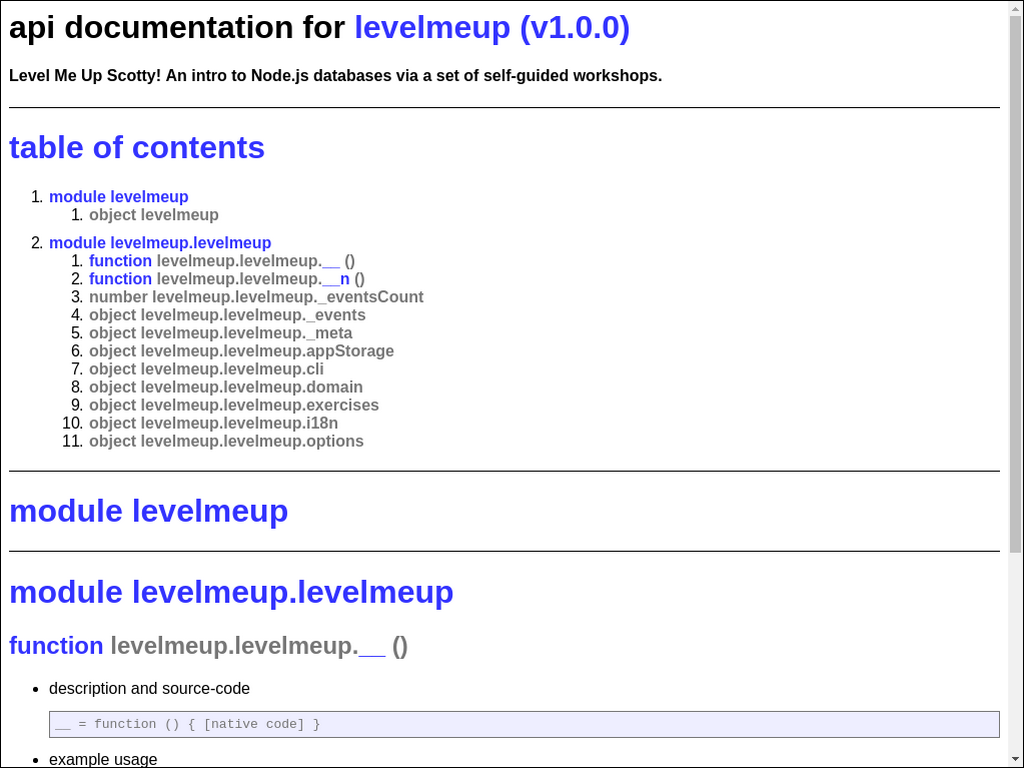 api documentation for levelmeup (v1.0.0)
Level Me Up Scotty! An intro to Node.js databases via a set of self-guided workshops.
table of contents
1. module levelmeup
1. object levelmeup
2. module levelmeup.levelmeup
1. function levelmeup.levelmeup.__ ()
2. function levelmeup.levelmeup.__n ()
3. number levelmeup.levelmeup._eventsCount
4. object levelmeup.levelmeup._events
5. object levelmeup.levelmeup._meta
6. object levelmeup.levelmeup.appStorage
7. object levelmeup.levelmeup.cli
8. object levelmeup.levelmeup.domain
9. object levelmeup.levelmeup.exercises
10. object levelmeup.levelmeup.i18n
11. object levelmeup.levelmeup.options
module levelmeup
module levelmeup.levelmeup
function levelmeup.levelmeup.__ ()
• description and source-code
__ = function () { [native code] }
• example usage